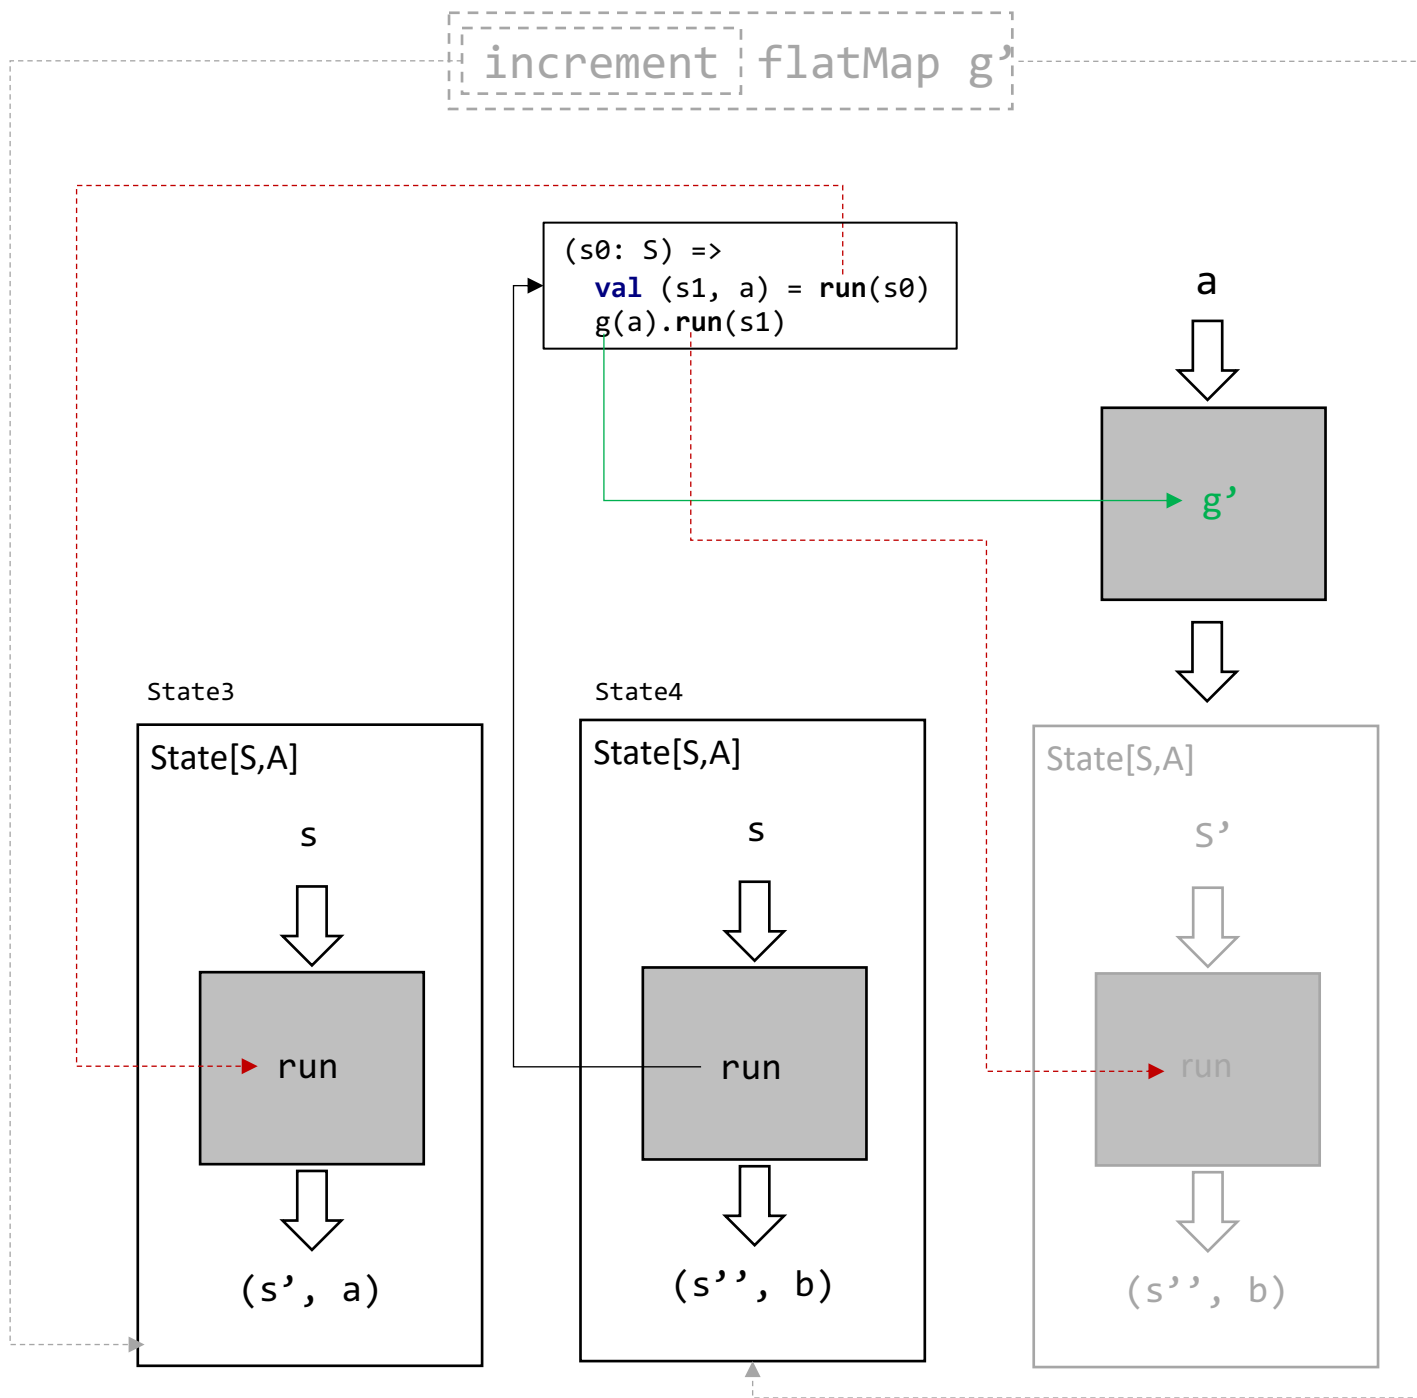 increment flatMap g’
(s0: S) =>
val (s1, a) = run(s0)
g(a).run(s1)
a
g’
State3
State[S,A]
s
run
(s’, a)
State4
State[S,A]
s
run
(s’’, b)
State[S,A]
S’
run
(s’’, b)